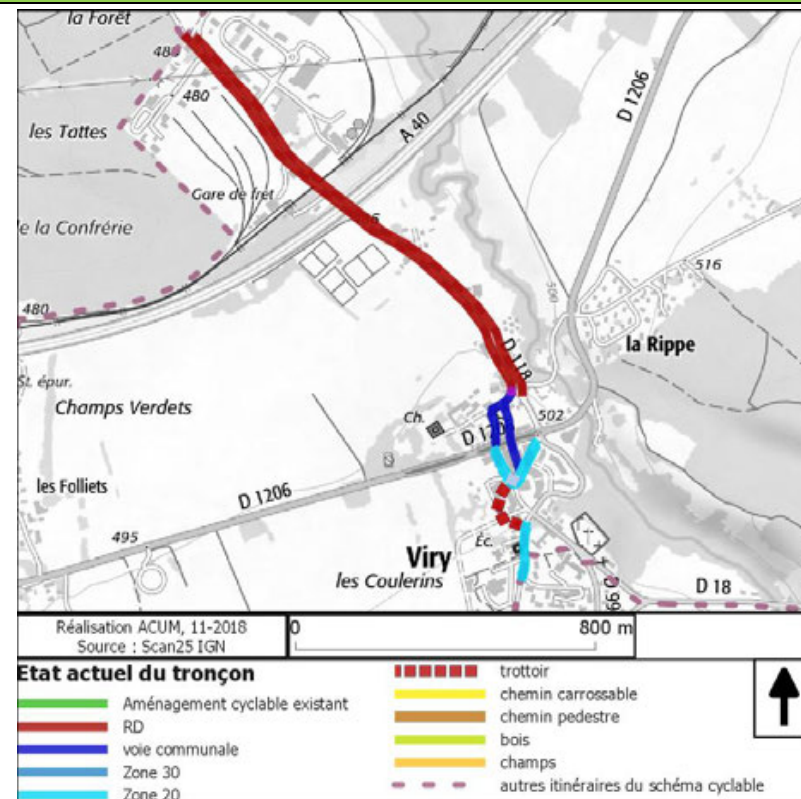 la Forêt
480
D 1206
les Tattes
A 40
Gare de fret
e la Confrérie
516
480
500
la Rippe
D 118
St. épur.
Champs Verdets
Ch.
502
D 1206
les Folliets
D 1206
495
Éc.
Viry
les Coulerins
D 18
Réalisation ACUM, 11-2018
Source : Scan25 IGN
0
800 m
Etat actuel du tronçon
Aménagement cyclable existant
RD
voie communale
Zone 30
Zone 20
trottoir
chemin carrossable
chemin pedestre
bois
champs
autres itinéraires du schéma cyclable